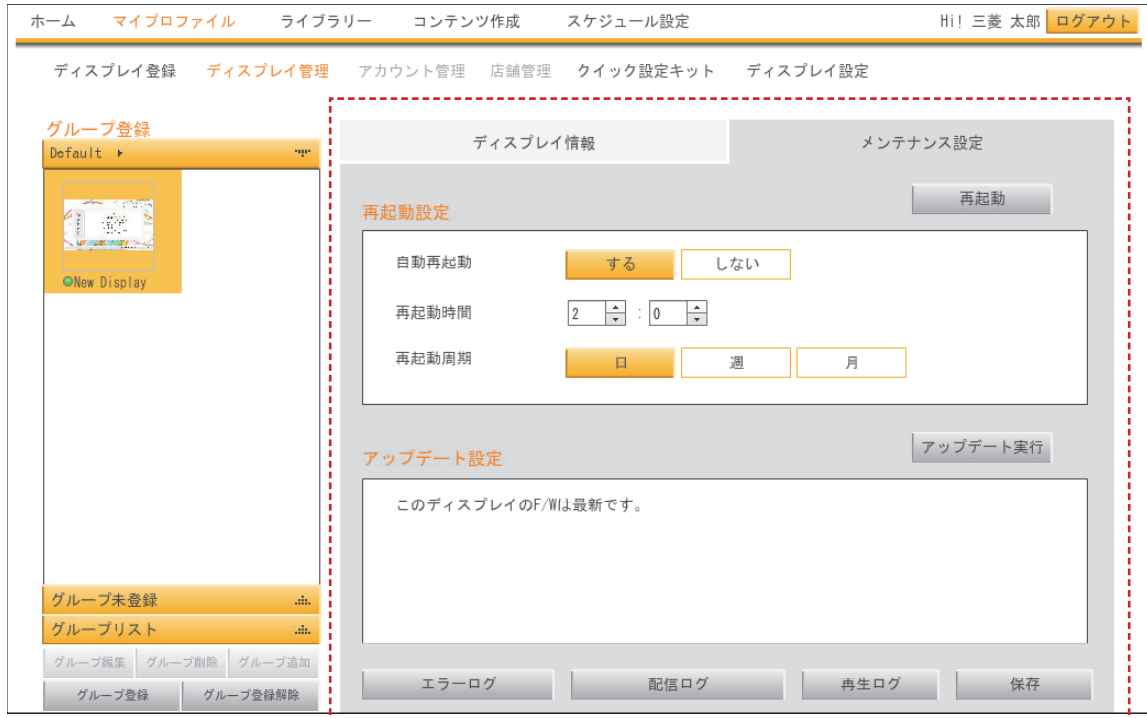 ホーム マイプロファイル ライブラリー コンテンツ作成 スケジュール設定 Hi! 三菱 太郎 ログアウト
ディスプレイ登録 ディスプレイ管理 アカウント管理 店舗管理 クイック設定キット ディスプレイ設定
グループ登録
Default
New Display
グループ未登録
グループリスト
グループ編集 グループ削除 グループ追加
グループ登録 グループ登録解除
ディスプレイ情報 メンテナンス設定
再起動
再起動設定
自動再起動 する しない
再起動時間 2 : 0
再起動周期 日 週 月
アップデート実行
アップデート設定
このディスプレイのF/Wは最新です。
エラーログ 配信ログ 再生ログ 保存